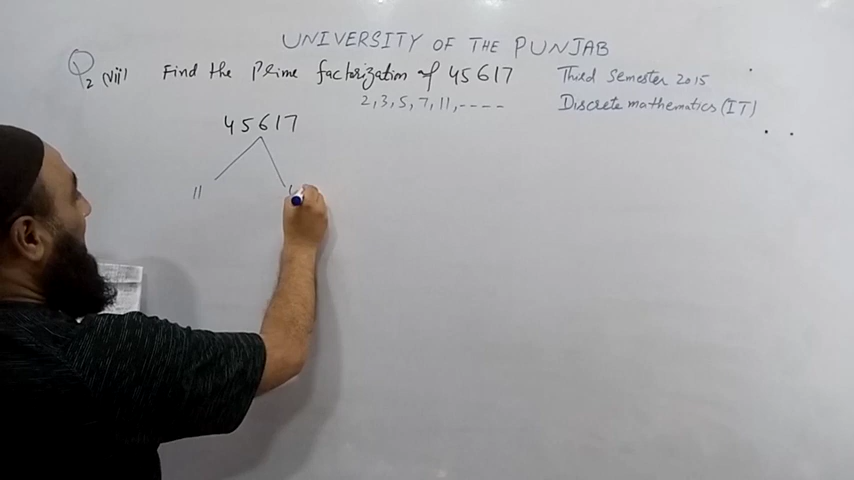 UNIVERSITY OF THE PUNJAB
Q2 (vii) Find the Prime factorization of 45617 Third Semester 2015
2,3,5,7,11,---- Discrete mathematics (IT)
45617
11